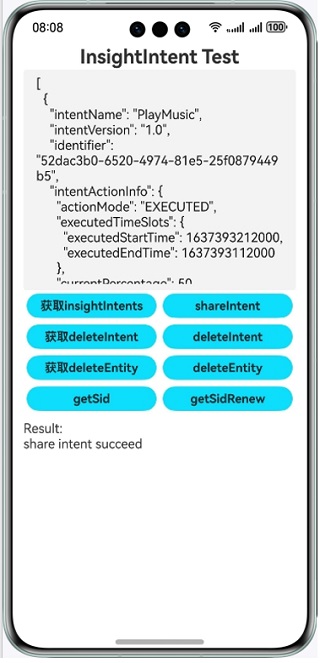 08:08
100
InsightIntent Test
[
{
"intentName": "PlayMusic",
"intentVersion": "1.0",
"identifier":
"52dac3b0-6520-4974-81e5-25f0879449
b5",
"intentActionInfo": {
"actionMode": "EXECUTED",
"executedTimeSlots": {
"executedStartTime": 1637393212000,
"executedEndTime": 1637393112000
},
"currentPercentage": 50
获取insightIntents
shareIntent
获取deleteIntent
deleteIntent
获取deleteEntity
deleteEntity
getSid
getSidRenew
Result:
share intent succeed